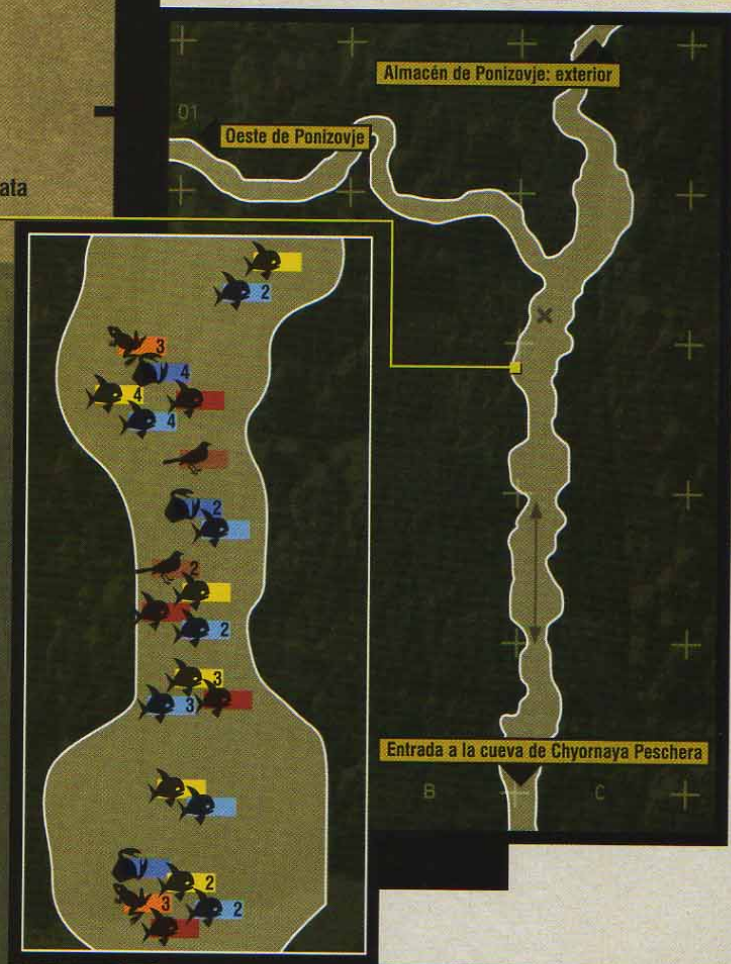 Almacén de Ponizovje: exterior
01
Oeste de Ponizovje
ata
2
3
4
4
4
2
2
2
3
3
2
3
2
Entrada a la cueva de Chyornaya Peschera
B
C